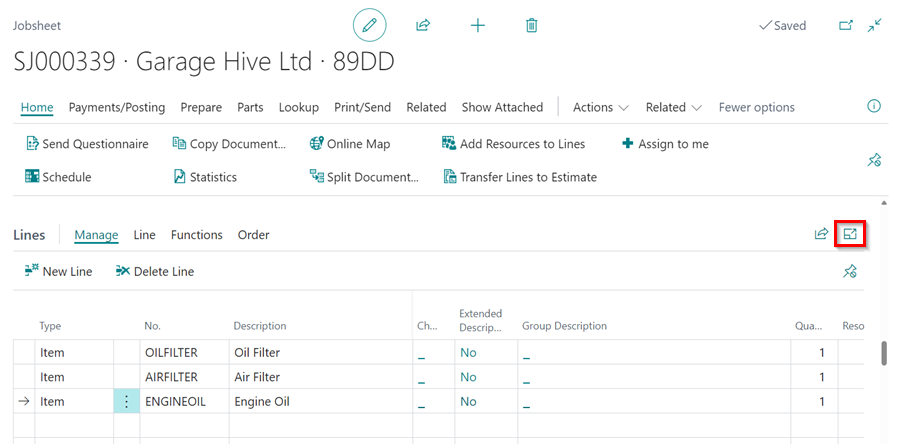 Jobsheet
Saved
SJ000339 · Garage Hive Ltd · 89DD
Home Payments/Posting Prepare Parts Lookup Print/Send Related Show Attached Actions Related Fewer options
Send Questionnaire Copy Document... Online Map Add Resources to Lines Assign to me
Schedule Statistics Split Document... Transfer Lines to Estimate
Lines Manage Line Functions Order
New Line Delete Line
Type No. Description Ch... Extended Descrip... Group Description Qua... Reso
Item OILFILTER Oil Filter _ No _ 1
Item AIRFILTER Air Filter _ No _ 1
Item ENGINEOIL Engine Oil _ No _ 1